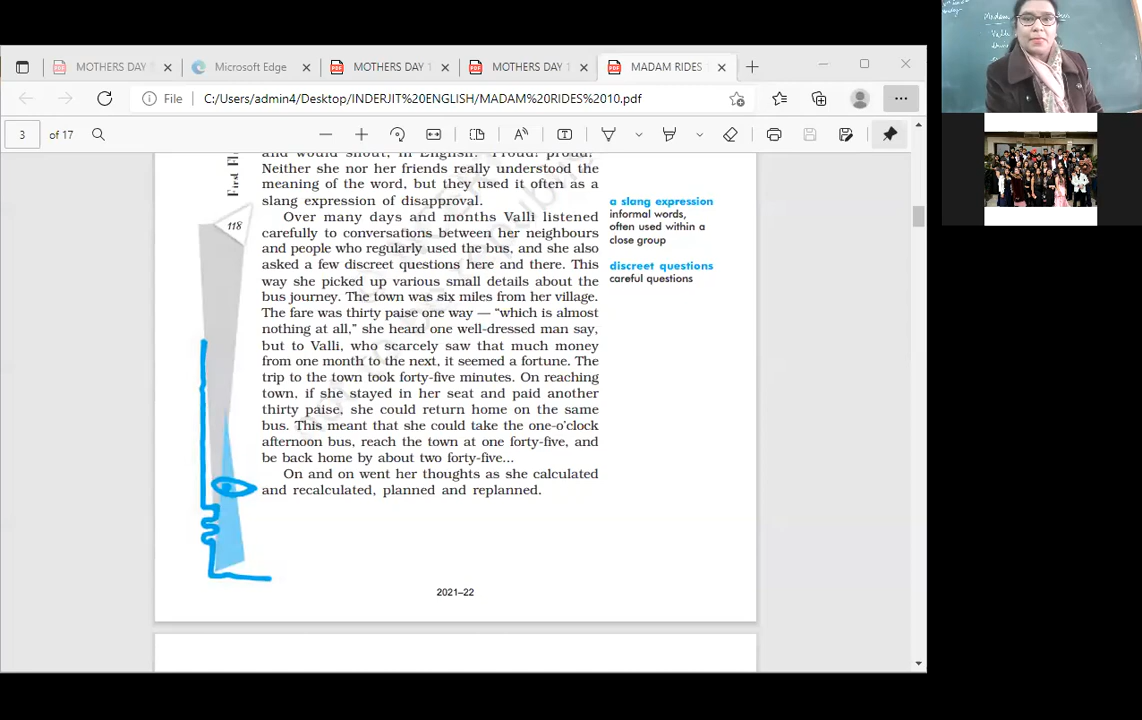 MOTHERS DAY
Microsoft Edge
MOTHERS DAY 1
MOTHERS DAY 1
MADAM RIDES
File
C:/Users/admin4/Desktop/INDERJIT%20ENGLISH/MADAM%20RIDES%2010.pdf
3 of 17
First Fl
118
and would shout, in English. "Proud! proud!"
Neither she nor her friends really understood the
meaning of the word, but they used it often as a
slang expression of disapproval.
Over many days and months Valli listened
carefully to conversations between her neighbours
and people who regularly used the bus, and she also
asked a few discreet questions here and there. This
way she picked up various small details about the
bus journey. The town was six miles from her village.
The fare was thirty paise one way — “which is almost
nothing at all,” she heard one well-dressed man say,
but to Valli, who scarcely saw that much money
from one month to the next, it seemed a fortune. The
trip to the town took forty-five minutes. On reaching
town, if she stayed in her seat and paid another
thirty paise, she could return home on the same
bus. This meant that she could take the one-o’clock
afternoon bus, reach the town at one forty-five, and
be back home by about two forty-five...
On and on went her thoughts as she calculated
and recalculated, planned and replanned.
a slang expression
informal words,
often used within a
close group
discreet questions
careful questions
2021–22
Madam
Valli